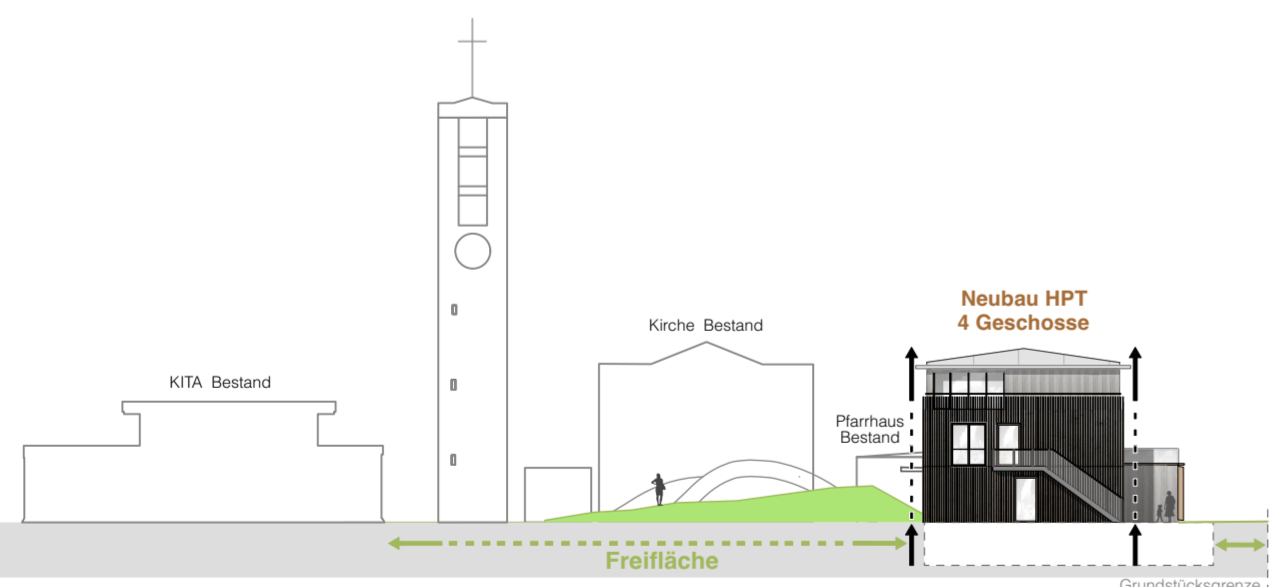 Neubau HPT
4 Geschosse
Kirche Bestand
KITA Bestand
Pfarrhaus
Bestand
Freifläche
Grundstücksgrenze